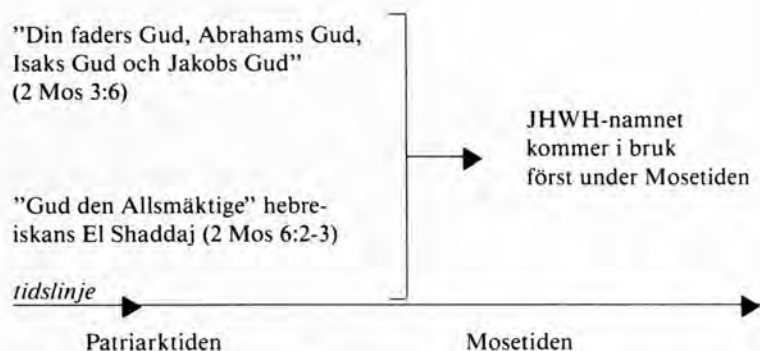 ”Din faders Gud, Abrahams Gud,
Isaks Gud och Jakobs Gud”
(2 Mos 3:6)
JHWH-namnet
kommer i bruk
först under Mosetiden
”Gud den Allsmäktige” hebre-
iskans El Shaddaj (2 Mos 6:2-3)
tidslinje
Patriarktiden
Mosetiden